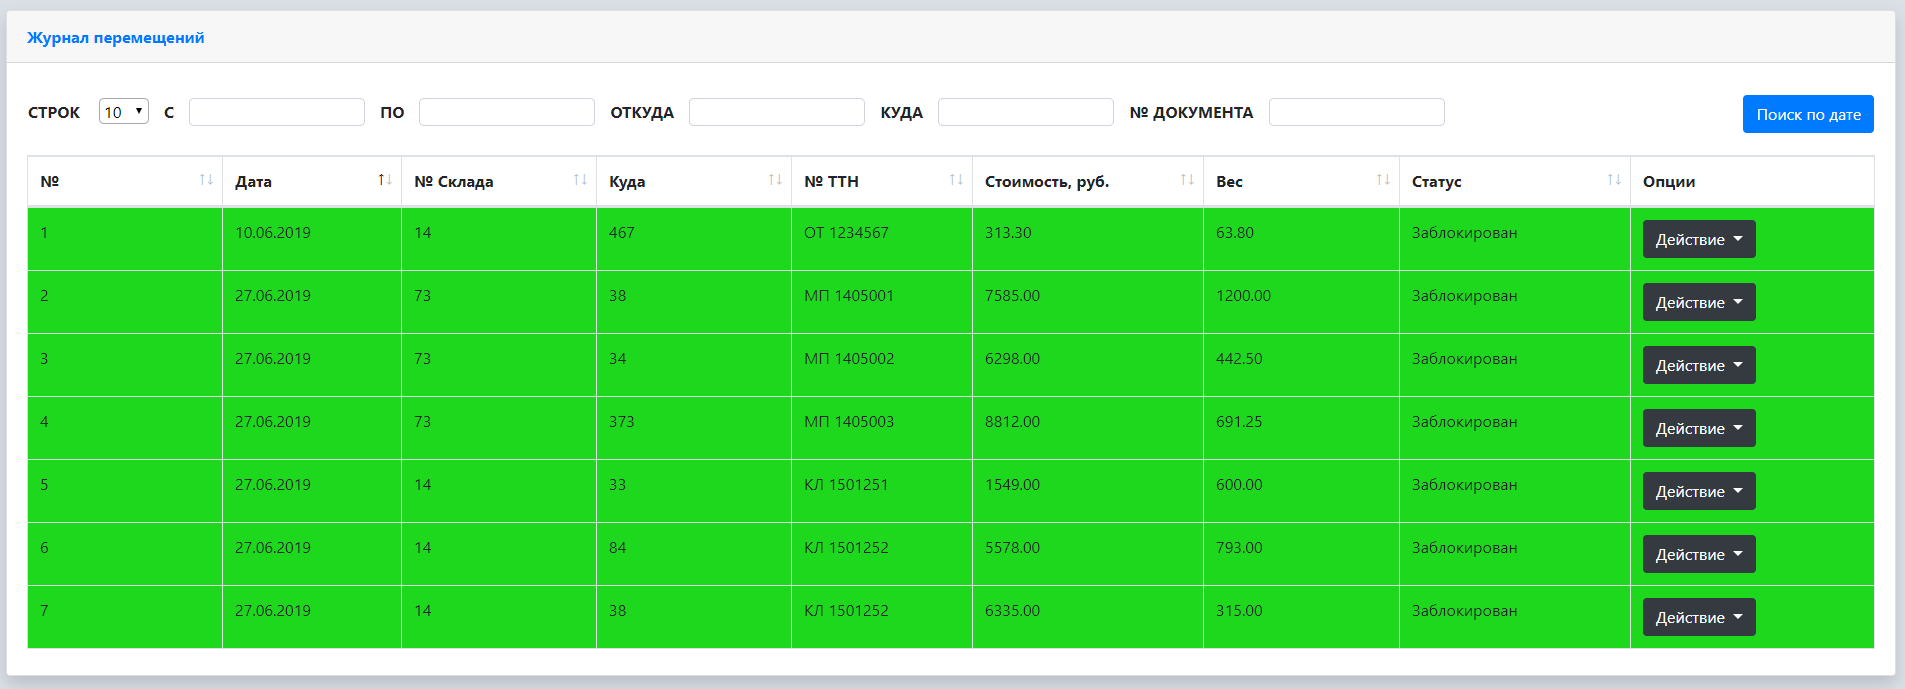 Журнал перемещений
СТРОК 10 С ПО ОТКУДА КУДА № ДОКУМЕНТА Поиск по дате
№ Дата № Склада Куда № ТТН Стоимость, руб. Вес Статус Опции
1 10.06.2019 14 467 ОТ 1234567 313.30 63.80 Заблокирован Действие
2 27.06.2019 73 38 МП 1405001 7585.00 1200.00 Заблокирован Действие
3 27.06.2019 73 34 МП 1405002 6298.00 442.50 Заблокирован Действие
4 27.06.2019 73 373 МП 1405003 8812.00 691.25 Заблокирован Действие
5 27.06.2019 14 33 КЛ 1501251 1549.00 600.00 Заблокирован Действие
6 27.06.2019 14 84 КЛ 1501252 5578.00 793.00 Заблокирован Действие
7 27.06.2019 14 38 КЛ 1501252 6335.00 315.00 Заблокирован Действие